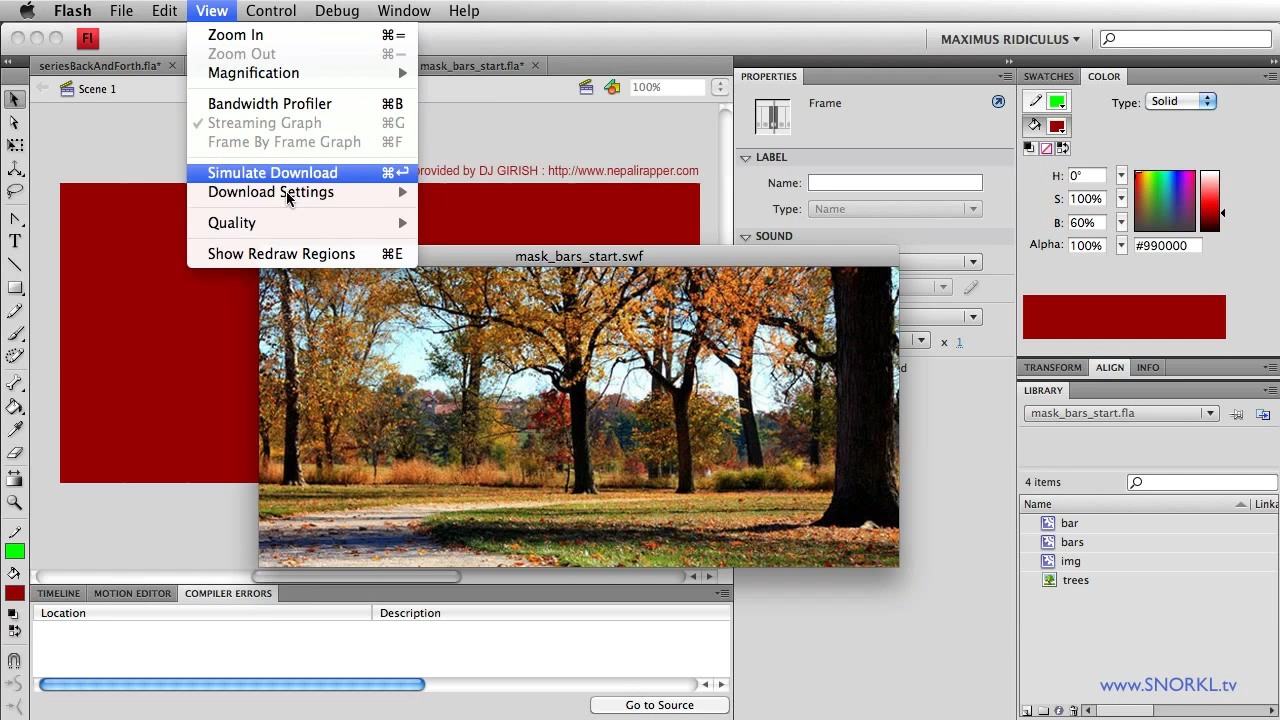 Flash File Edit View Control Debug Window Help
Fl MAXIMUS RIDICULUS
seriesBackAndForth.fla* mask_bars_start.fla*
Scene 1 100%
Zoom In ⌘=
Zoom Out ⌘−
Magnification
Bandwidth Profiler ⌘B
Streaming Graph ⌘G
Frame By Frame Graph ⌘F
Simulate Download ⌘↩
Download Settings
Quality
Show Redraw Regions ⌘E
provided by DJ GIRISH : http://www.nepalirapper.com
mask_bars_start.swf
PROPERTIES
Frame
LABEL
Name:
Type: Name
SOUND
x 1
SWATCHES COLOR
Type: Solid
H: 0°
S: 100%
B: 60%
Alpha: 100% #990000
TRANSFORM ALIGN INFO
LIBRARY
mask_bars_start.fla
4 items
Name Linka
bar
bars
img
trees
TIMELINE MOTION EDITOR COMPILER ERRORS
Location Description
Go to Source
www.SNORKL.tv